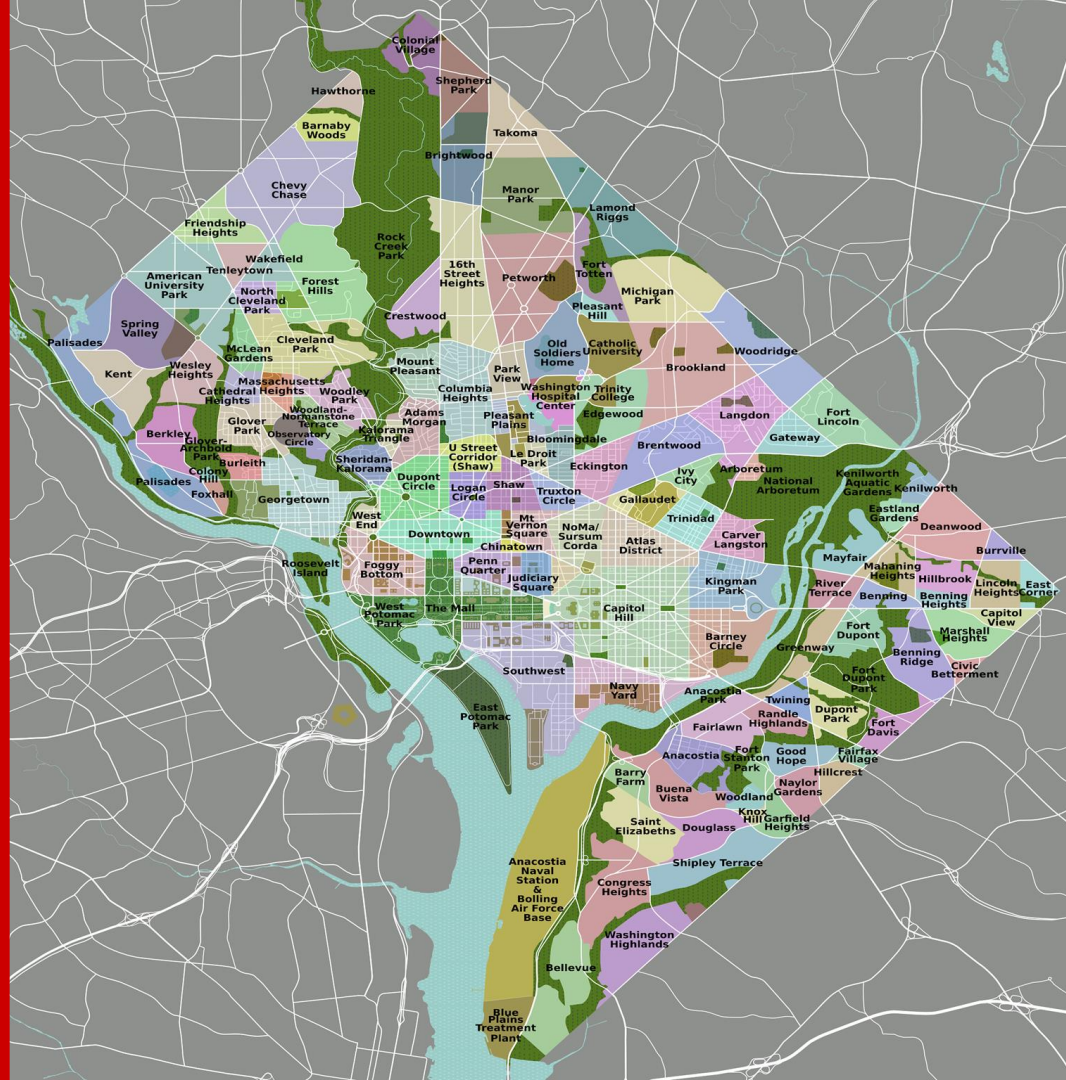 Colonial
Village
Shepherd
Park
Hawthorne
Barnaby
Woods
Takoma
Brightwood
Chevy
Chase
Manor
Park
Lamond
Riggs
Friendship
Heights
Rock
Creek
Park
Wakefield
Tenleytown
American
University
Park
Forest
Hills
North
Cleveland
Park
16th
Street
Heights
Petworth
Fort
Totten
Michigan
Park
Pleasant
Hill
Crestwood
Spring
Valley
Palisades
McLean
Gardens
Cleveland
Park
Old
Soldiers
Home
Catholic
University
Woodridge
Brookland
Kent
Wesley
Heights
Mount
Pleasant
Park
View
Massachusetts
Heights
Cathedral
Heights
Woodley
Park
Columbia
Heights
Washington
Hospital
Center
Trinity
College
Edgewood
Langdon
Fort
Lincoln
Gateway
Woodland-
Normanstone
Terrace
Observatory
Circle
Glover
Park
Adams
Morgan
Kalorama
Triangle
Pleasant
Plains
Bloomingdale
Brentwood
Berkley
Glover-
Archbold
Park
Burleith
Colony
Hill
Palisades
Foxhall
Sheridan-
Kalorama
U Street
Corridor
(Shaw)
Le Droit
Park
Eckington
Ivy
City
Arboretum
National
Arboretum
Kenilworth
Aquatic
Gardens
Kenilworth
Georgetown
Dupont
Circle
Logan
Circle
Shaw
Truxton
Circle
Gallaudet
Trinidad
Eastland
Gardens
Deanwood
West
End
Downtown
Mt
Vernon
Square
Chinatown
NoMa/
Sursum
Corda
Atlas
District
Carver
Langston
Mayfair
Burrville
Roosevelt
Island
Foggy
Bottom
Penn
Quarter
Judiciary
Square
Kingman
Park
River
Terrace
Mahaning
Heights
Hillbrook
Lincoln
Heights
East
Corner
Benning
Benning
Heights
Capitol
View
West
Potomac
Park
The Mall
Capitol
Hill
Barney
Circle
Greenway
Fort
Dupont
Marshall
Heights
Benning
Ridge
Civic
Betterment
Southwest
Navy
Yard
Anacostia
Park
Fort
Dupont
Park
East
Potomac
Park
Twining
Randle
Highlands
Dupont
Park
Fort
Davis
Fairlawn
Anacostia
Fort
Stanton
Park
Good
Hope
Fairfax
Village
Hillcrest
Barry
Farm
Buena
Vista
Naylor
Gardens
Woodland
Knox
Hill
Garfield
Heights
Saint
Elizabeths
Douglass
Shipley Terrace
Anacostia
Naval
Station
&
Bolling
Air Force
Base
Congress
Heights
Washington
Highlands
Bellevue
Blue
Plains
Treatment
Plant